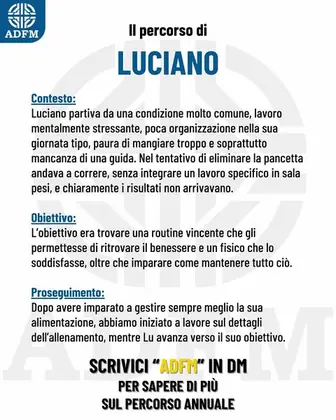 ADFM
Il percorso di
LUCIANO
Contesto:
Luciano partiva da una condizione molto comune, lavoro
mentalmente stressante, poca organizzazione nella sua
giornata tipo, paura di mangiare troppo e soprattutto
mancanza di una guida. Nel tentativo di eliminare la pancetta
andava a correre, senza integrare un lavoro specifico in sala
pesi, e chiaramente i risultati non arrivavano.
Obiettivo:
L'obiettivo era trovare una routine vincente che gli
permettesse di ritrovare il benessere e un fisico che lo
soddisfasse, oltre che imparare come mantenere tutto ciò.
Proseguimento:
Dopo avere imparato a gestire sempre meglio la sua
alimentazione, abbiamo iniziato a lavore sul dettagli
dell'allenamento, mentre Lu avanza verso il suo obiettivo.
SCRIVICI "ADFM" IN DM
PER SAPERE DI PIÙ
SUL PERCORSO ANNUALE
ADFM